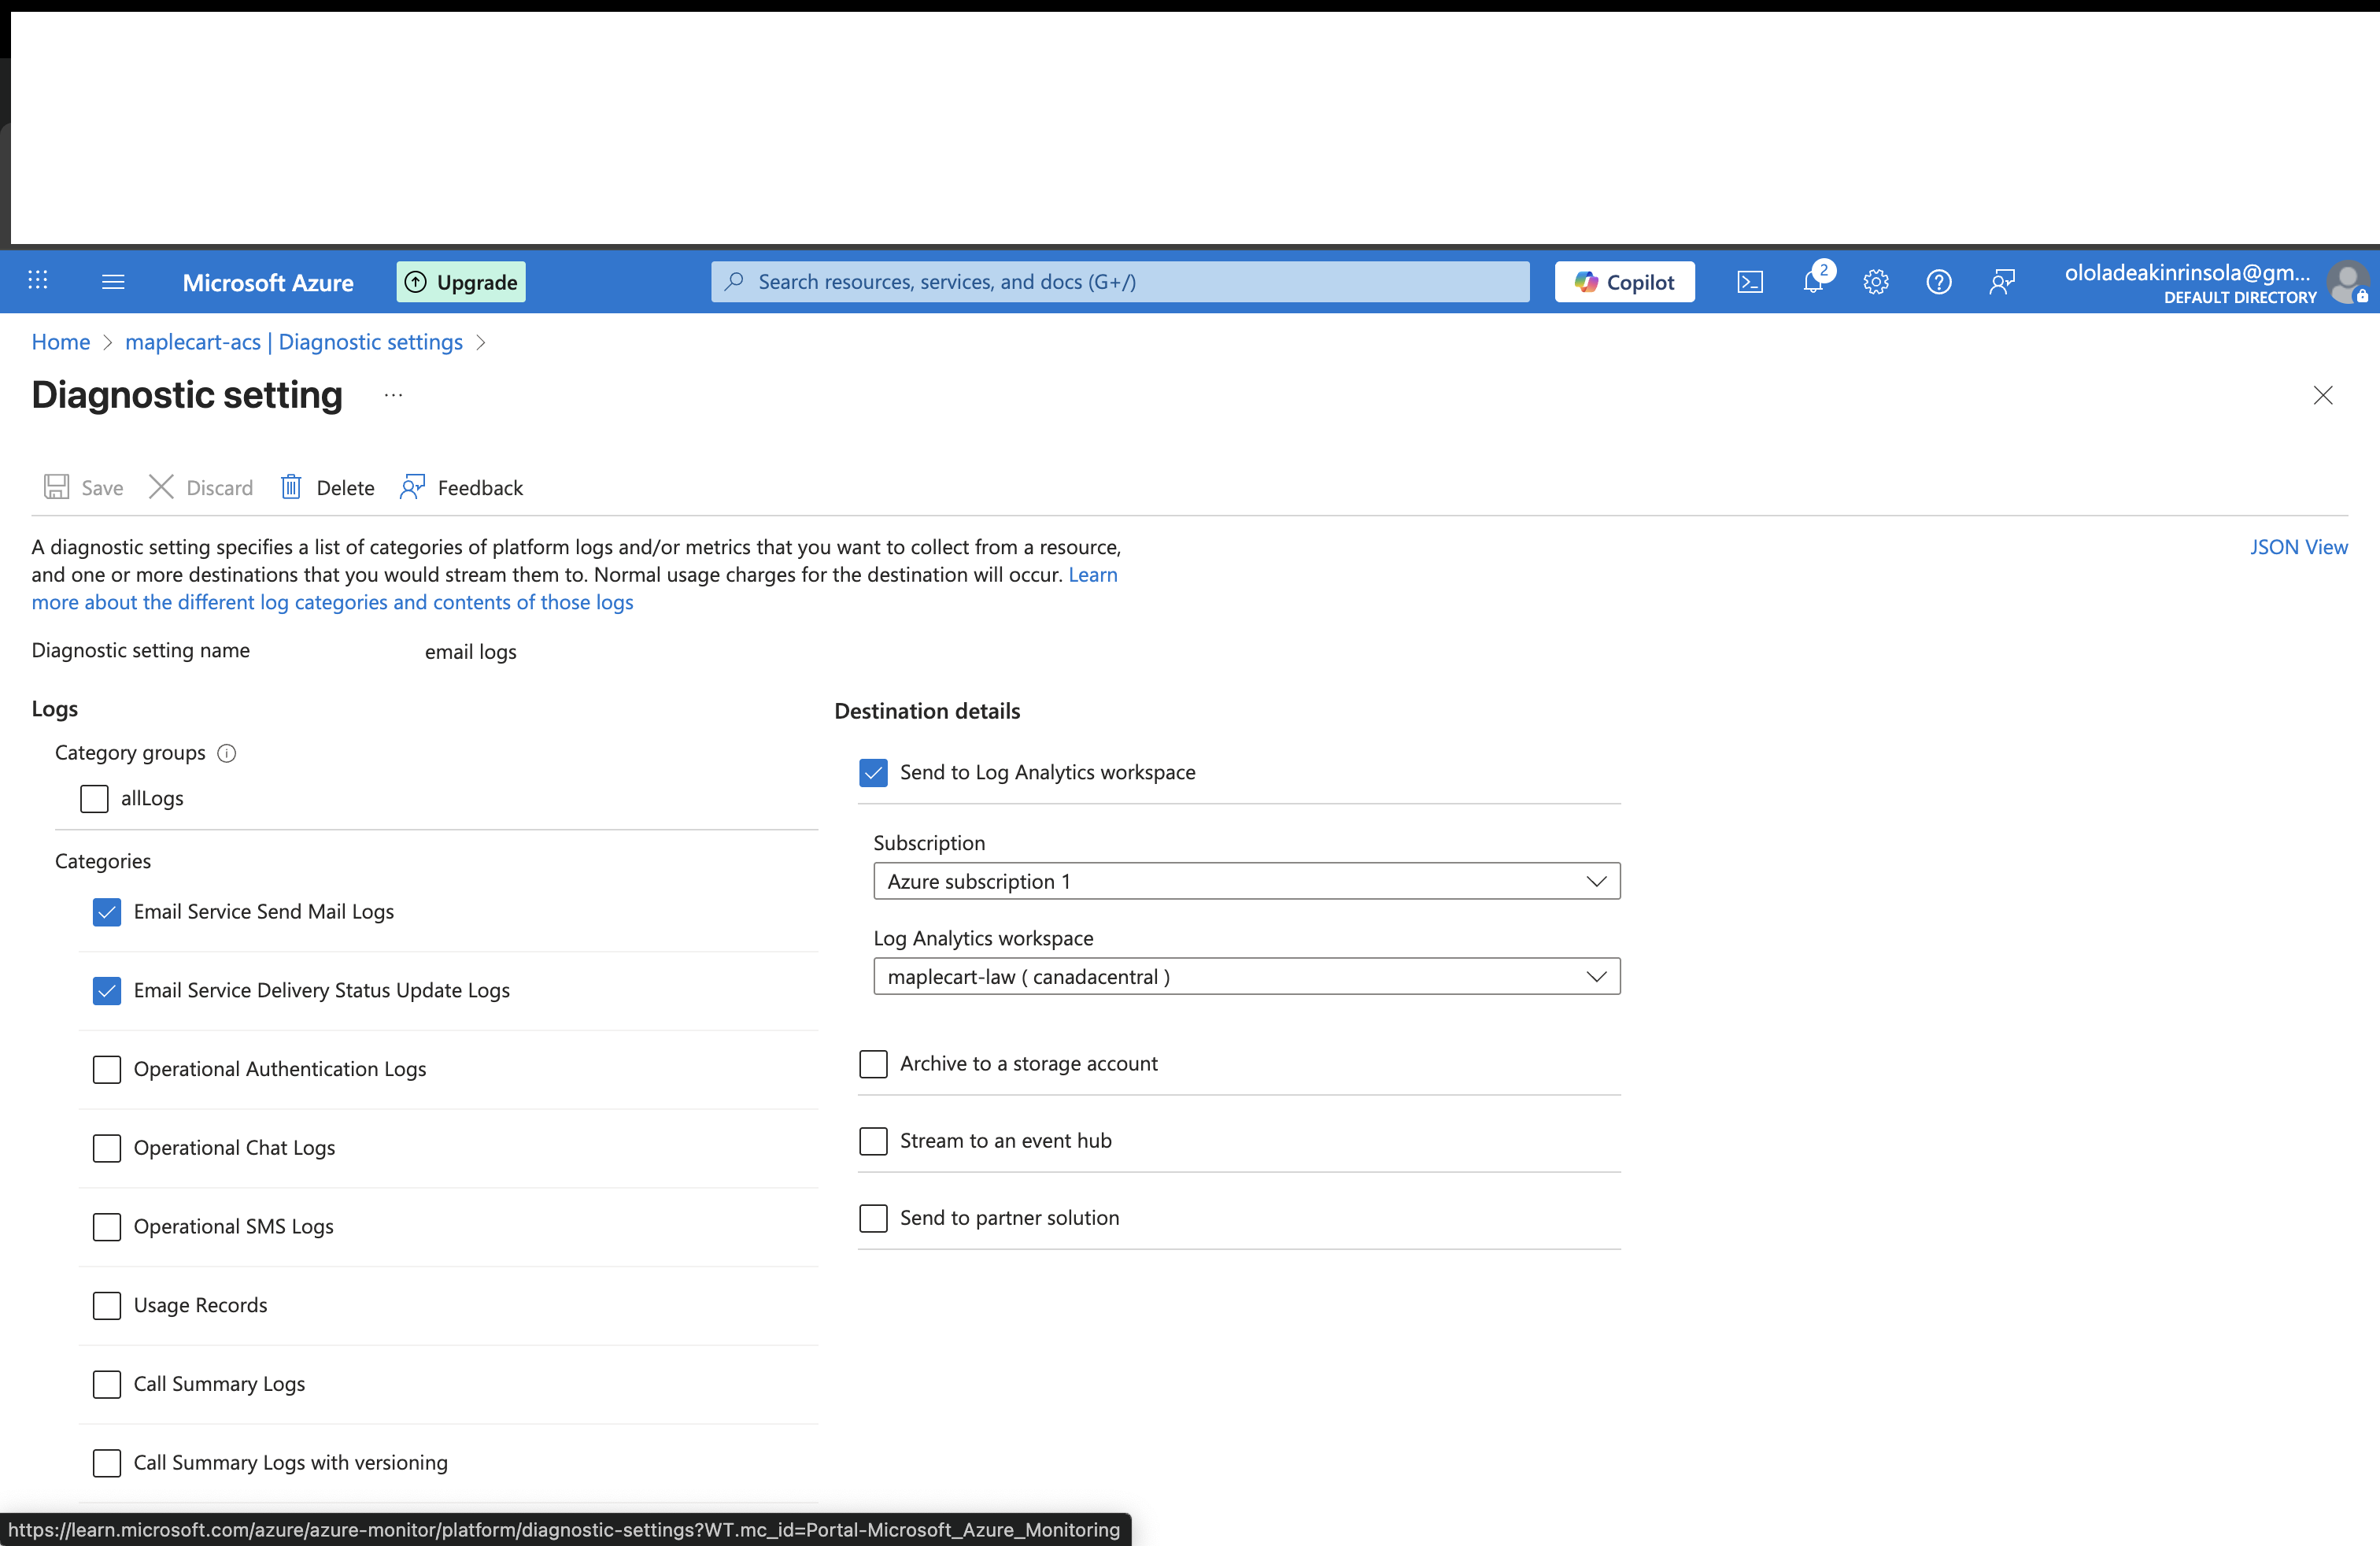 Microsoft Azure
Upgrade
Search resources, services, and docs (G+/)
Copilot
2
ololadeakinrinsola@gm...
DEFAULT DIRECTORY
Home > maplecart-acs | Diagnostic settings >
Diagnostic setting ...
Save Discard Delete Feedback
A diagnostic setting specifies a list of categories of platform logs and/or metrics that you want to collect from a resource,
and one or more destinations that you would stream them to. Normal usage charges for the destination will occur. Learn
more about the different log categories and contents of those logs
JSON View
Diagnostic setting name
email logs
Logs
Category groups
allLogs
Categories
Email Service Send Mail Logs
Email Service Delivery Status Update Logs
Operational Authentication Logs
Operational Chat Logs
Operational SMS Logs
Usage Records
Call Summary Logs
Call Summary Logs with versioning
Destination details
Send to Log Analytics workspace
Subscription
Azure subscription 1
Log Analytics workspace
maplecart-law ( canadacentral )
Archive to a storage account
Stream to an event hub
Send to partner solution
https://learn.microsoft.com/azure/azure-monitor/platform/diagnostic-settings?WT.mc_id=Portal-Microsoft_Azure_Monitoring